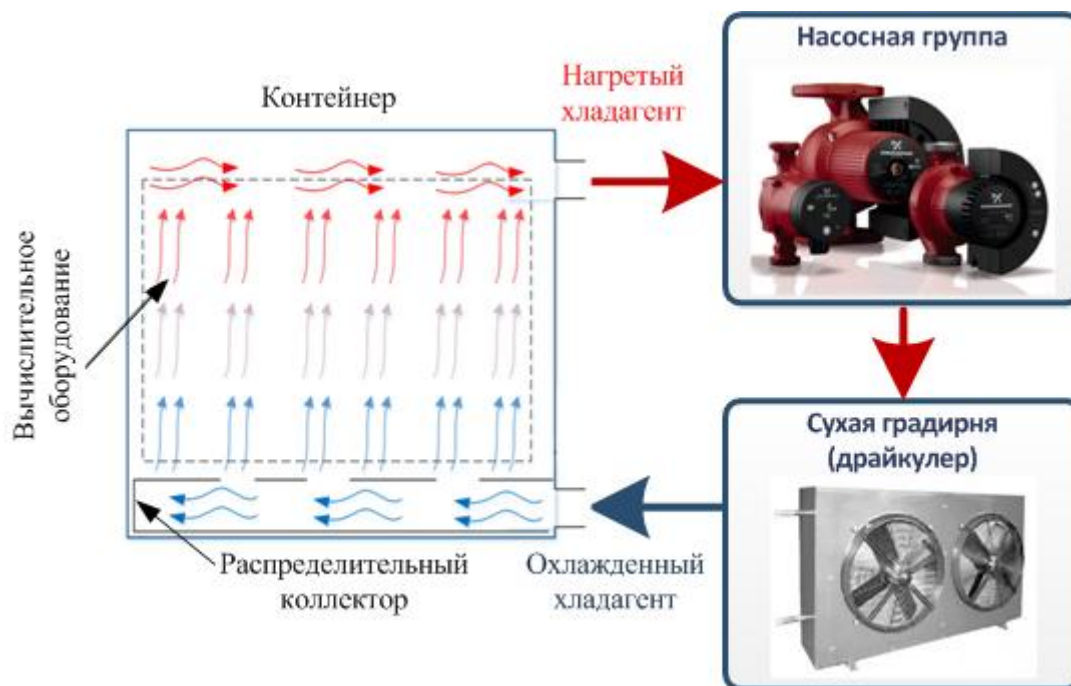 Насосная группа
Нагретый
хладагент
Контейнер
Вычислительное
оборудование
Сухая градирня
(драйкулер)
Распределительный
коллектор
Охлажденный
хладагент